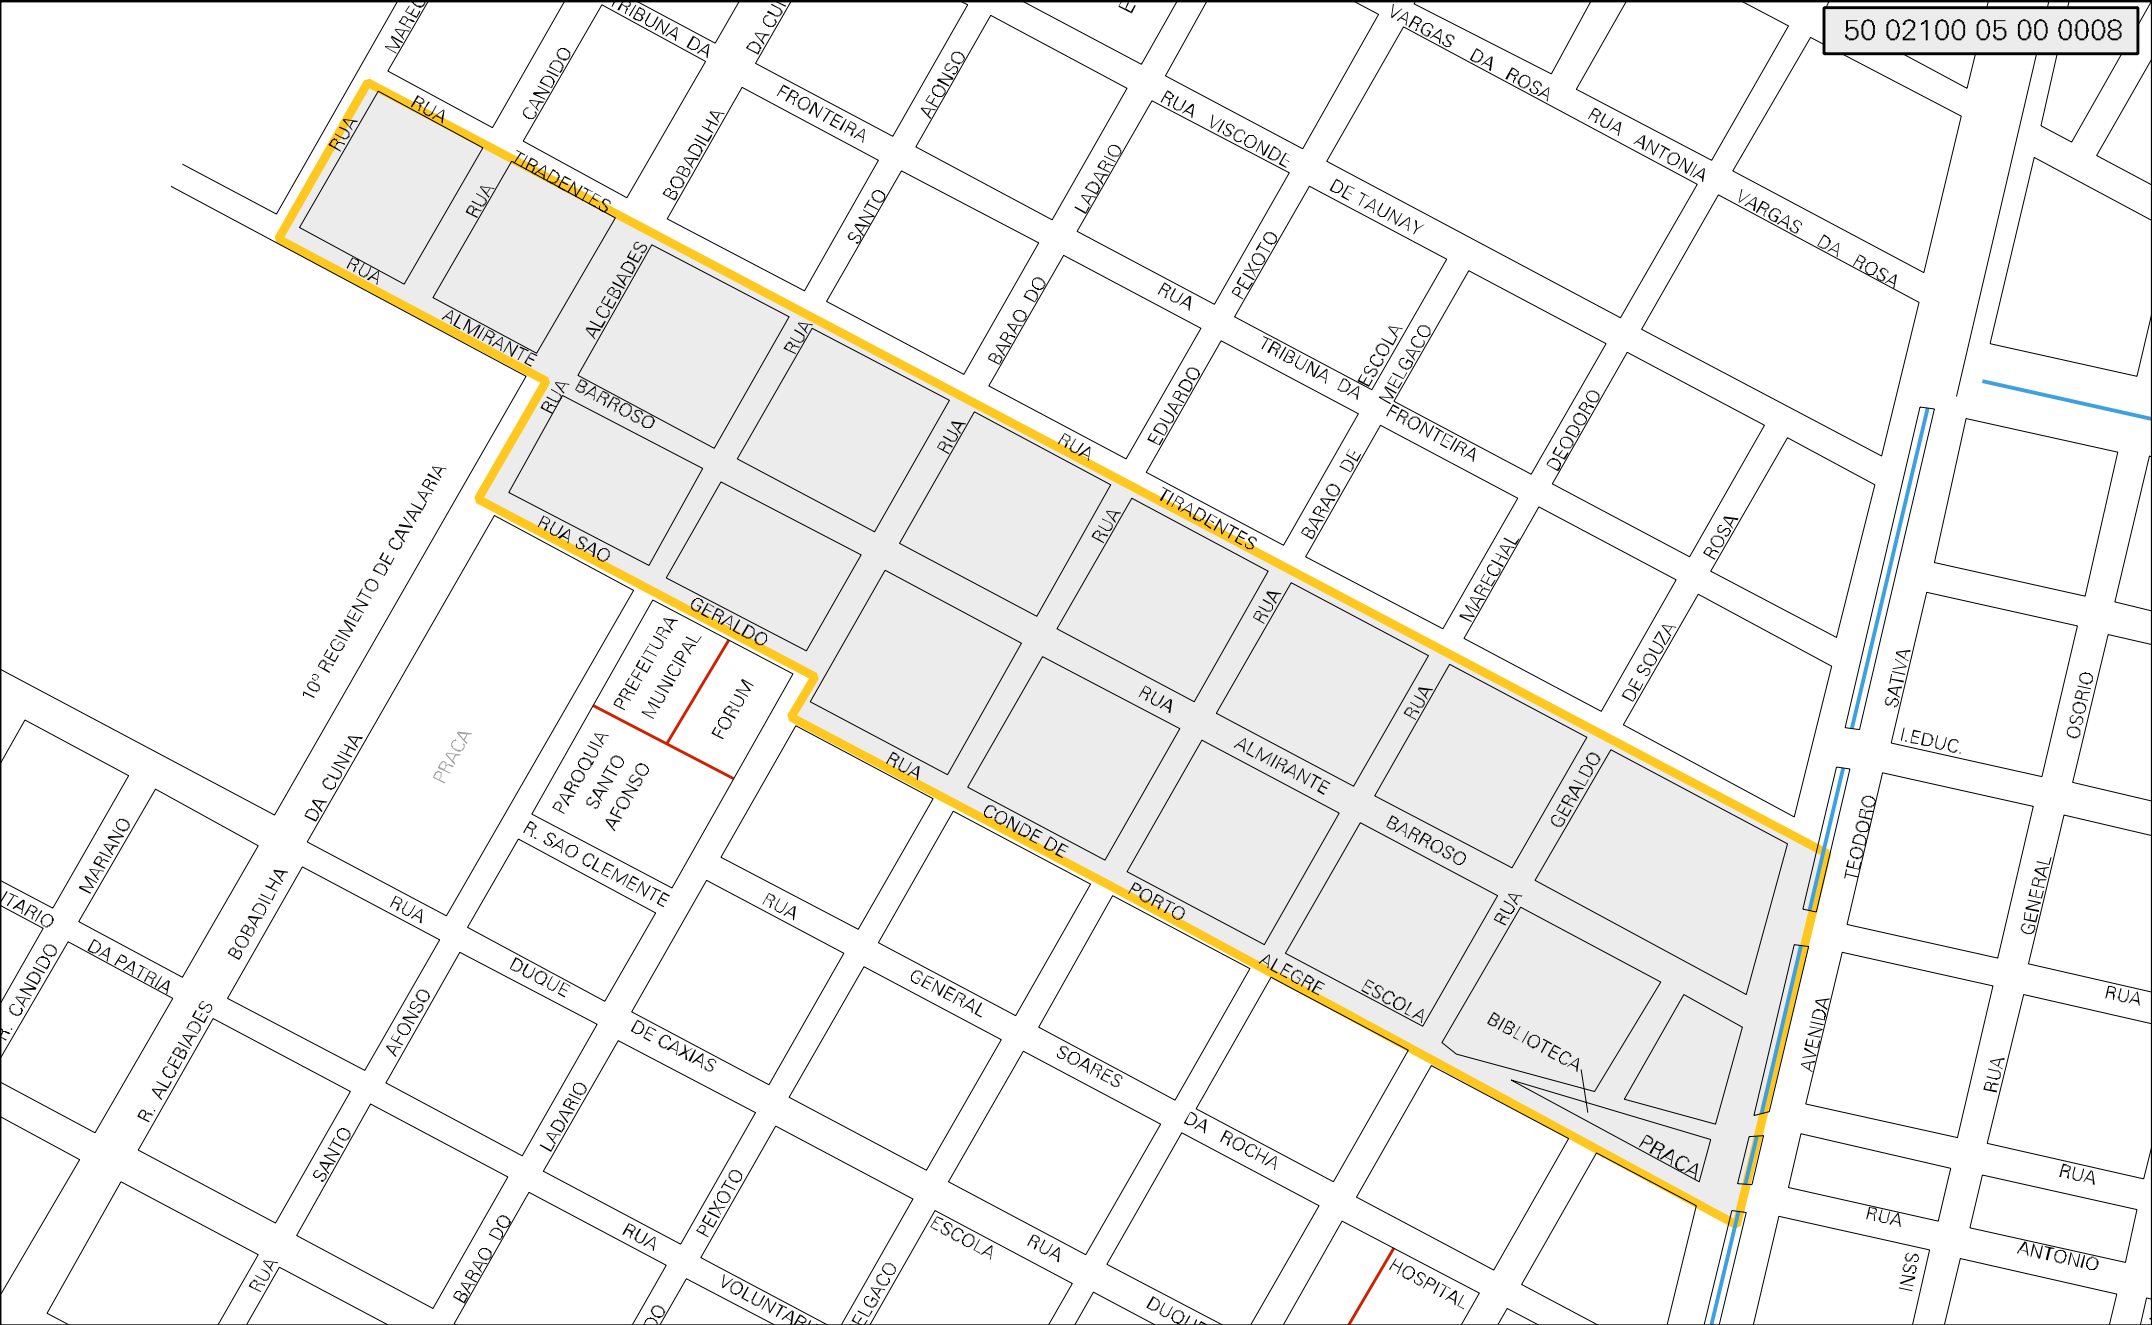 50 02100 05 00 0008
TRIBUNA DA
VARGAS DA ROSA
CANDIDO
AFONSO
RUA
FRONTEIRA
RUA VISCONDE
RUA ANTONIA
RUA
BOBADILHA
LADARIO
TIRADENTES
RUA
SANTO
DE TAUNAY
VARGAS DA ROSA
RUA
ALCEBIADES
PEIXOTO
RUA
ALMIRANTE
RUA
BARAO DO
TRIBUNA DA
ESCOLA
MELGACO
RUA
BARROSO
RUA
RUA
EDUARDO
FRONTEIRA
DEODORO
10º REGIMENTO DE CAVALARIA
RUA SAO
GERALDO
RUA
TIRADENTES
BARAO DE
MARECHAL
ROSA
RUA
PREFEITURA
MUNICIPAL
FORUM
RUA
ALMIRANTE
RUA
DE SOUZA
SATIVA
I.EDUC.
OSORIO
PRACA
DA CUNHA
PAROQUIA
SANTO
AFONSO
RUA
CONDE DE
BARROSO
GERALDO
TEODORO
MARIANO
R. SAO CLEMENTE
PORTO
RUA
GENERAL
BOBADILHA
RUA
RUA
ALEGRE
ESCOLA
BIBLIOTECA
R. CANDIDO
DA PATRIA
DUQUE
GENERAL
AVENIDA
RUA
R. ALCEBIADES
AFONSO
DE CAXIAS
SOARES
RUA
PRACA
LADARIO
DA ROCHA
RUA
SANTO
PEIXOTO
RUA
RUA
BARAO DO
RUA
ESCOLA
RUA
HOSPITAL
INSS
ANTONIO